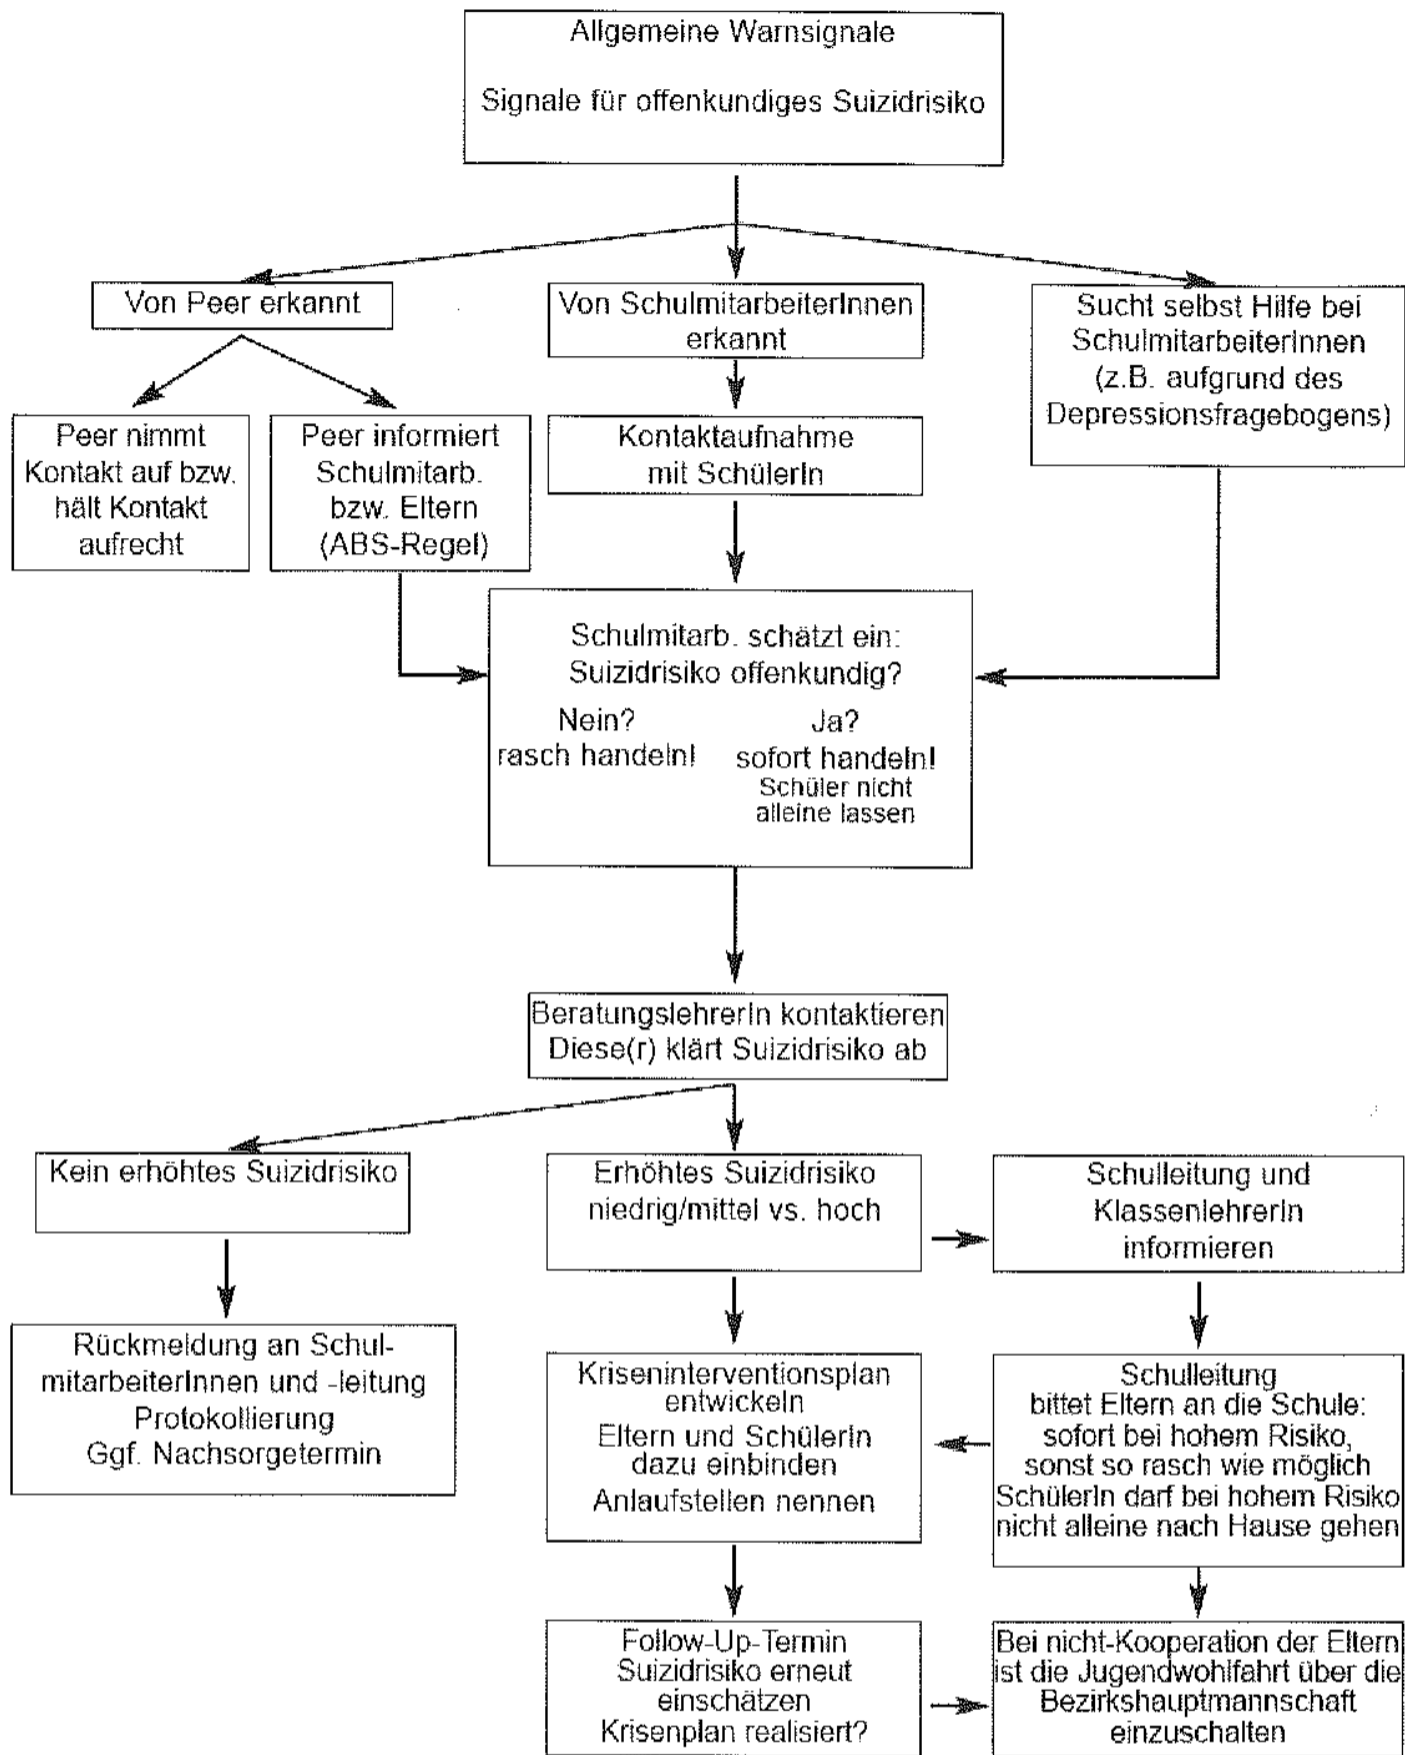 Allgemeine Warnsignale
Signale für offenkundiges Suizidrisiko
Von Peer erkannt
Von SchulmitarbeiterInnen
erkannt
Sucht selbst Hilfe bei
SchulmitarbeiterInnen
(z.B. aufgrund des
Depressionsfragebogens)
Peer nimmt
Kontakt auf bzw.
hält Kontakt
aufrecht
Peer informiert
Schulmitarb.
bzw. Eltern
(ABS-Regel)
Kontaktaufnahme
mit SchülerIn
Schulmitarb. schätzt ein:
Suizidrisiko offenkundig?
Nein?
rasch handeln!
Ja?
sofort handeln!
Schüler nicht
alleine lassen
BeratungslehrerIn kontaktieren
Diese(r) klärt Suizidrisiko ab
Kein erhöhtes Suizidrisiko
Erhöhtes Suizidrisiko
niedrig/mittel vs. hoch
Schulleitung und
KlassenlehrerIn
informieren
Rückmeldung an Schul-
mitarbeiterInnen und -leitung
Protokollierung
Ggf. Nachsorgetermin
Kriseninterventionsplan
entwickeln
Eltern und SchülerIn
dazu einbinden
Anlaufstellen nennen
Schulleitung
bittet Eltern an die Schule:
sofort bei hohem Risiko,
sonst so rasch wie möglich
SchülerIn darf bei hohem Risiko
nicht alleine nach Hause gehen
Follow-Up-Termin
Suizidrisiko erneut
einschätzen
Krisenplan realisiert?
Bei nicht-Kooperation der Eltern
ist die Jugendwohlfahrt über die
Bezirkshauptmannschaft
einzuschalten